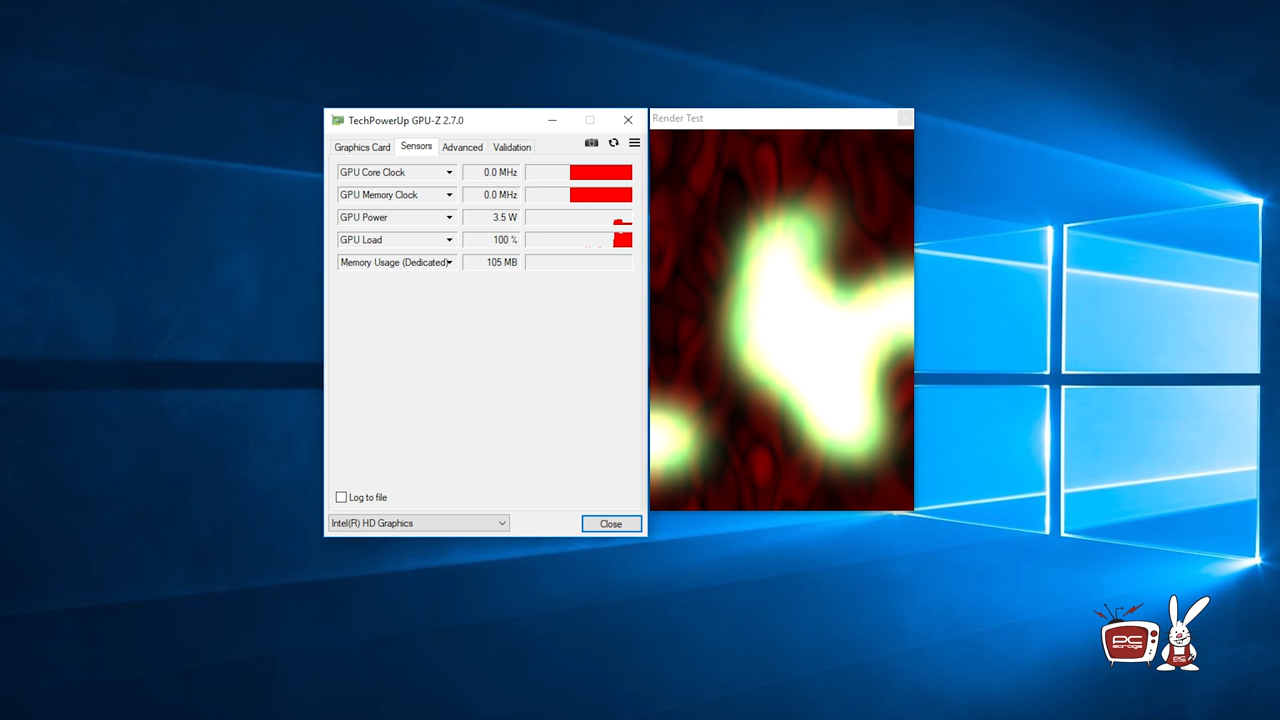 TechPowerUp GPU-Z 2.7.0
Render Test
Graphics Card Sensors Advanced Validation
GPU Core Clock 0.0 MHz
GPU Memory Clock 0.0 MHz
GPU Power 3.5 W
GPU Load 100 %
Memory Usage (Dedicated) 105 MB
Log to file
Intel(R) HD Graphics Close
PC
garage
PC